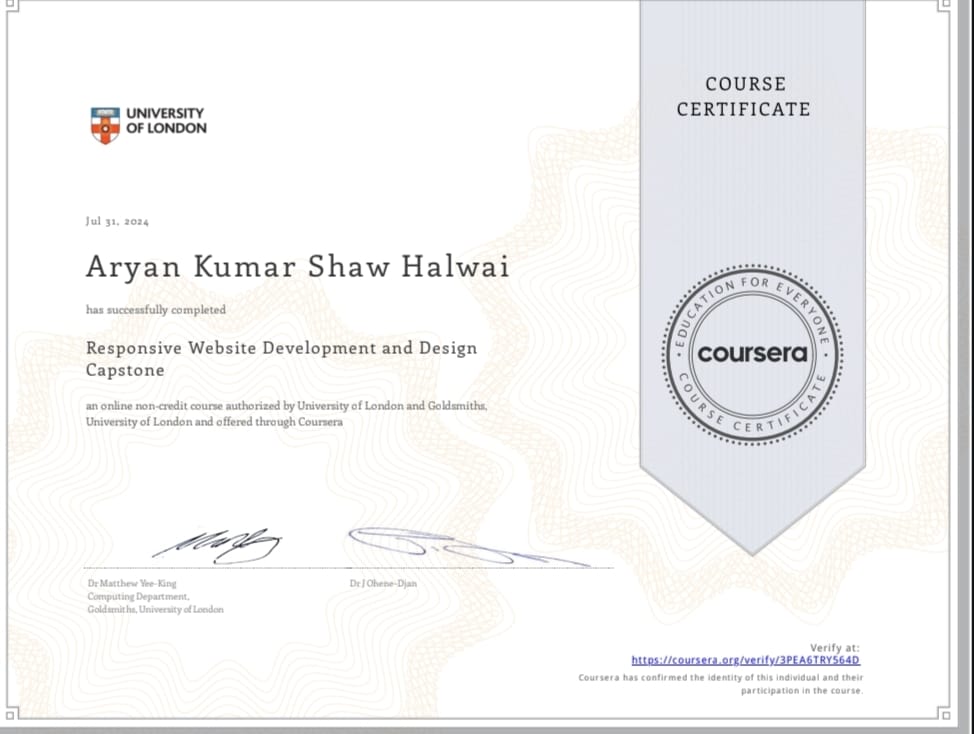 COURSE
CERTIFICATE
UNIVERSITY
OF LONDON
Jul 31, 2024
Aryan Kumar Shaw Halwai
has successfully completed
Responsive Website Development and Design
Capstone
an online non-credit course authorized by University of London and Goldsmiths,
University of London and offered through Coursera
EDUCATION FOR EVERYONE
coursera
COURSE CERTIFICATE
Dr Matthew Yee-King
Computing Department,
Goldsmiths, University of London
Dr J Ohene-Djan
Verify at:
https://coursera.org/verify/3PEA6TRY564D
Coursera has confirmed the identity of this individual and their
participation in the course.